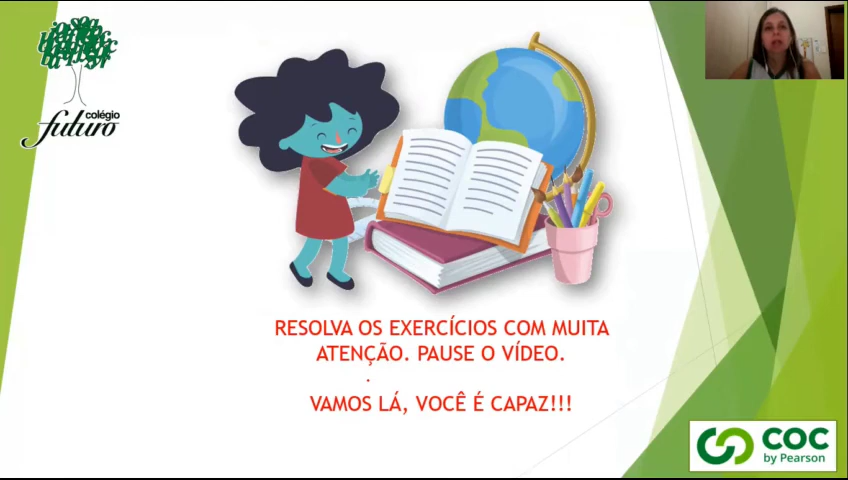 colégio
futuro
RESOLVA OS EXERCÍCIOS COM MUITA
ATENÇÃO. PAUSE O VÍDEO.
.
VAMOS LÁ, VOCÊ É CAPAZ!!!
COC
by Pearson